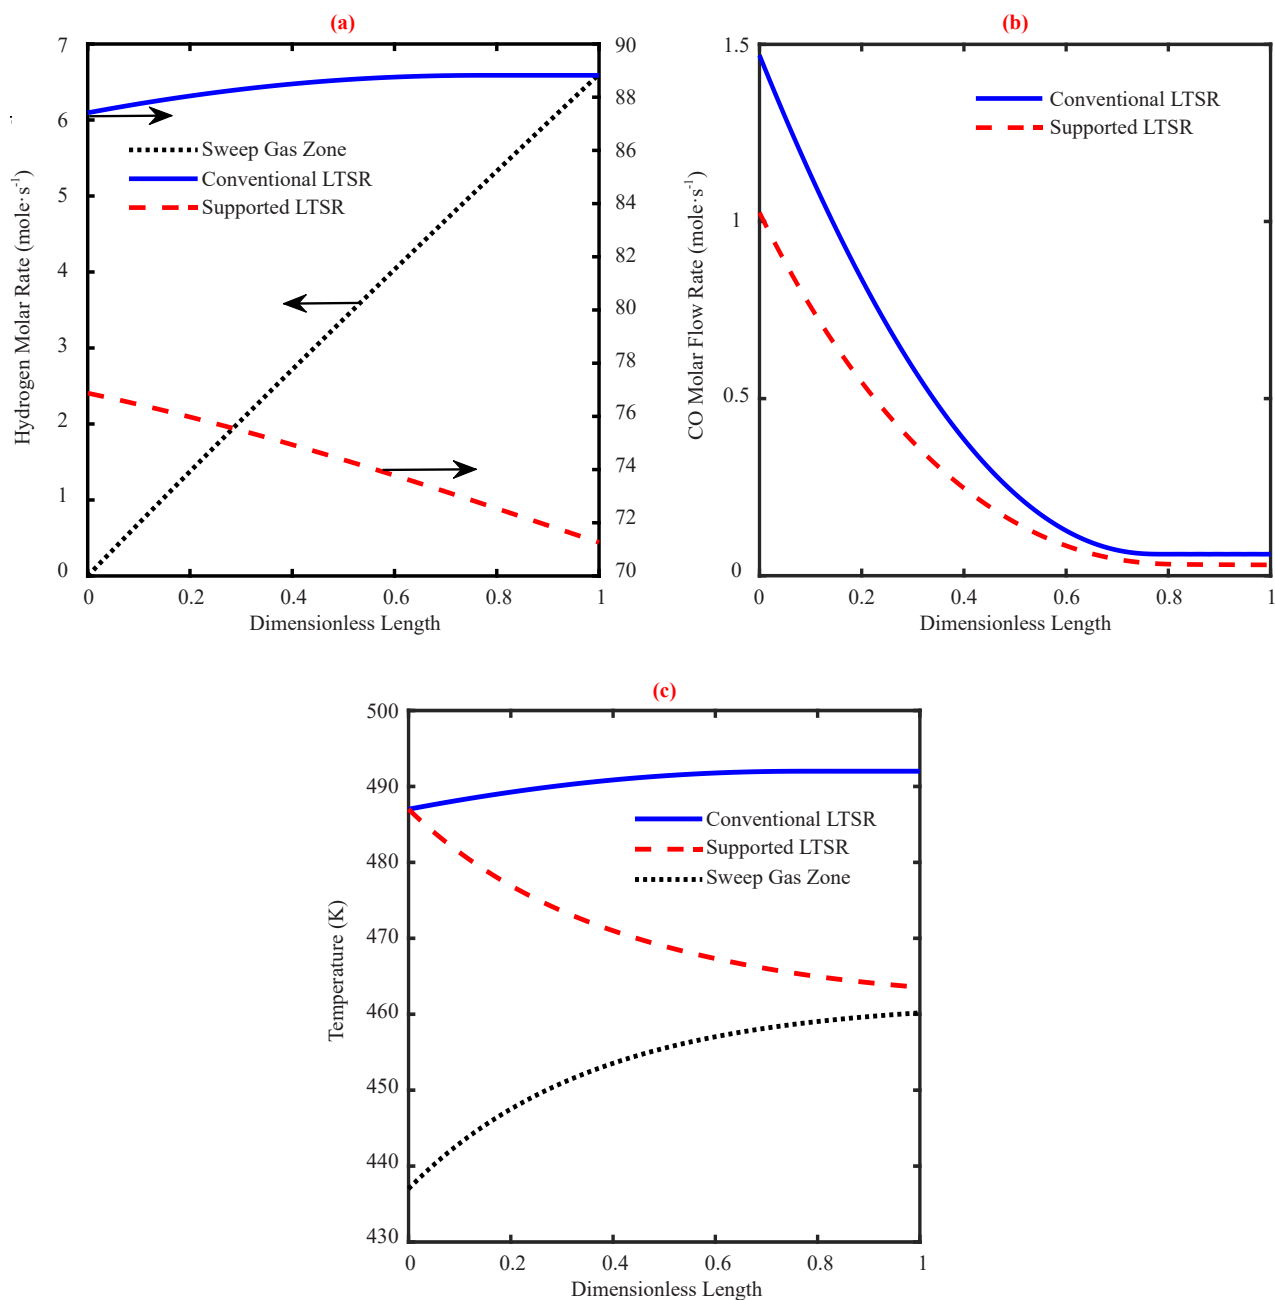 (a)
7
6
5
4
3
2
1
0
90
88
86
84
82
80
78
76
74
72
70
Hydrogen Molar Rate (mole·s⁻¹)
Sweep Gas Zone
Conventional LTSR
Supported LTSR
0 0.2 0.4 0.6 0.8 1
Dimensionless Length
(b)
1.5
1
0.5
0
CO Molar Flow Rate (mole·s⁻¹)
Conventional LTSR
Supported LTSR
0 0.2 0.4 0.6 0.8 1
Dimensionless Length
(c)
500
490
480
470
460
450
440
430
Temperature (K)
Conventional LTSR
Supported LTSR
Sweep Gas Zone
0 0.2 0.4 0.6 0.8 1
Dimensionless Length